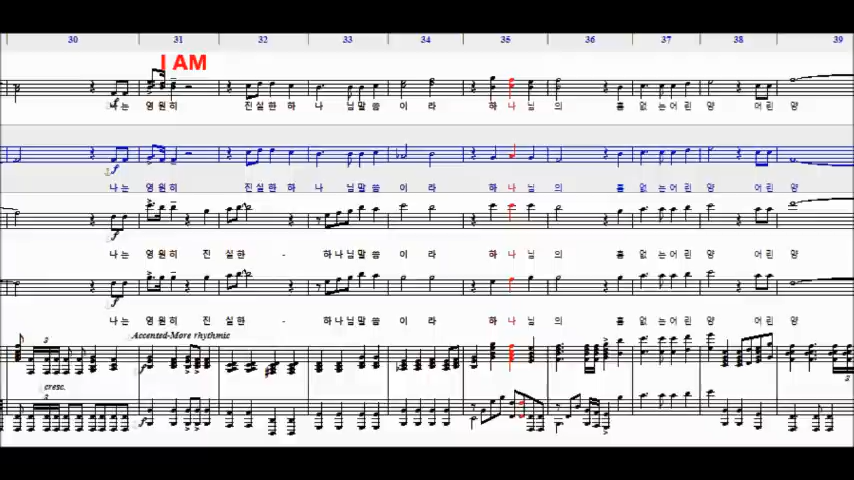 30 31 32 33 34 35 36 37 38 39
I AM
나는 영원히 진실한 하 나 님말씀 이 라 하 나 님 의 흠 없는어린 양 어린 양
f
나는 영원히 진실한 하 나 님말씀 이 라 하 나 님 의 흠 없는어린 양 어린 양
f
나는 영원히 진 실한 - 하나님말씀 이 라 하 나 님 의 흠 없는어린 양 어린 양
f
나는 영원히 진 실한 - 하나님말씀 이 라 하 나 님 의 흠 없는어린 양 어린 양
Accented-More rhythmic
3
f
cresc.
f